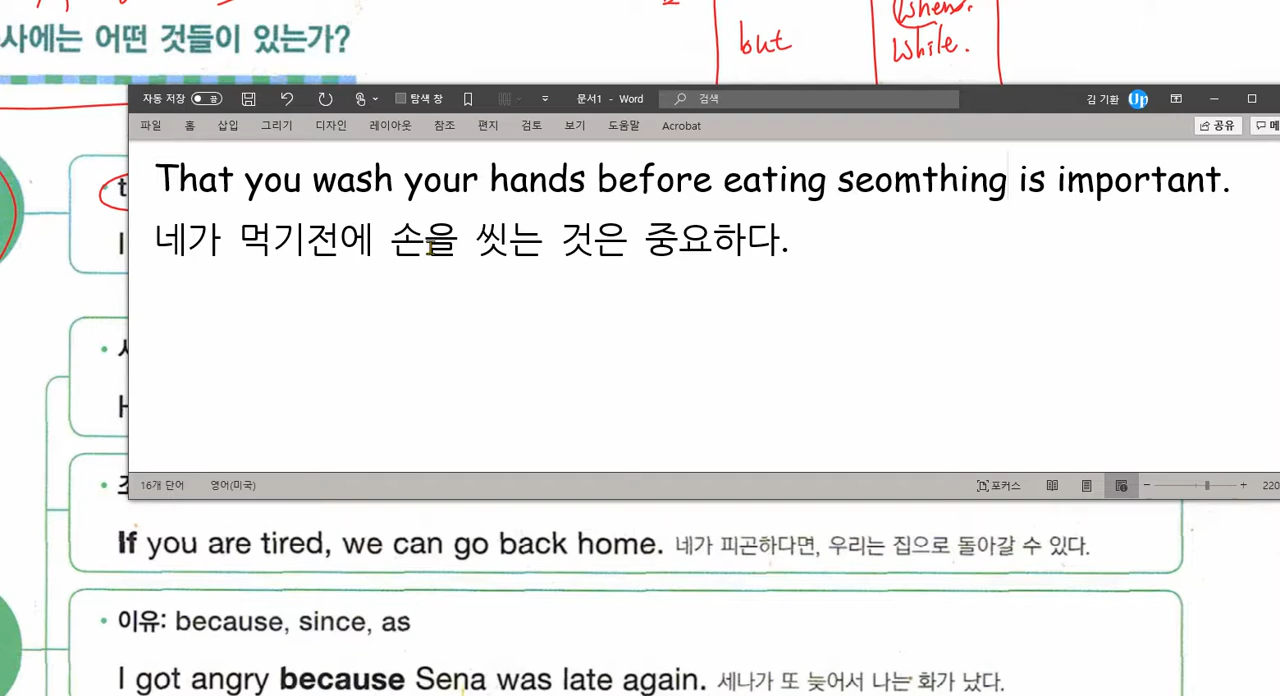 사에는 어떤 것들이 있는가?
but
when.
while.
자동 저장 끔 탐색 창 문서1 - Word 검색 김 기환 Up
파일 홈 삽입 그리기 디자인 레이아웃 참조 편지 검토 보기 도움말 Acrobat 공유 메
That you wash your hands before eating seomthing is important.
네가 먹기전에 손을 씻는 것은 중요하다.
16개 단어 영어(미국) 포커스 220
If you are tired, we can go back home. 네가 피곤하다면, 우리는 집으로 돌아갈 수 있다.
이유: because, since, as
I got angry because Sena was late again. 세나가 또 늦어서 나는 화가 났다.